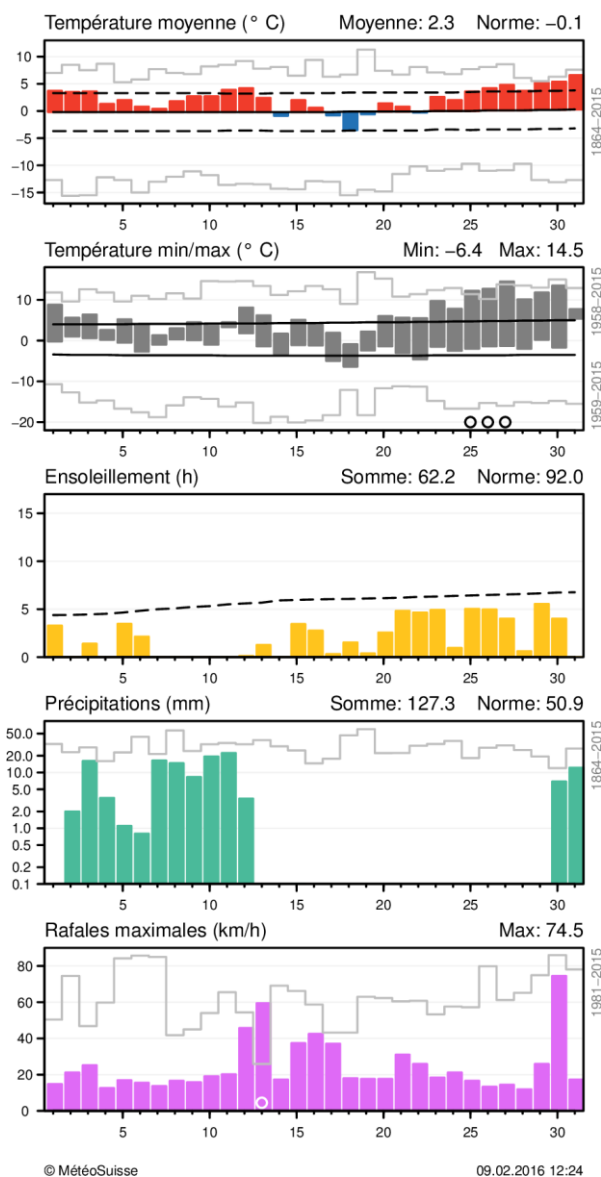 Température moyenne (° C) Moyenne: 2.3 Norme: −0.1
10
5
0
−5
−10
−15
5 10 15 20 25 30
1864−2015
Température min/max (° C) Min: −6.4 Max: 14.5
10
0
−10
−20
5 10 15 20 25 30
1959−2015 1958−2015
Ensoleillement (h) Somme: 62.2 Norme: 92.0
15
10
5
0
5 10 15 20 25 30
Précipitations (mm) Somme: 127.3 Norme: 50.9
50.0
20.0
10.0
5.0
2.0
1.0
0.5
0.2
0.1
5 10 15 20 25 30
1864−2015
Rafales maximales (km/h) Max: 74.5
80
60
40
20
0
5 10 15 20 25 30
1981−2015
© MétéoSuisse 09.02.2016 12:24